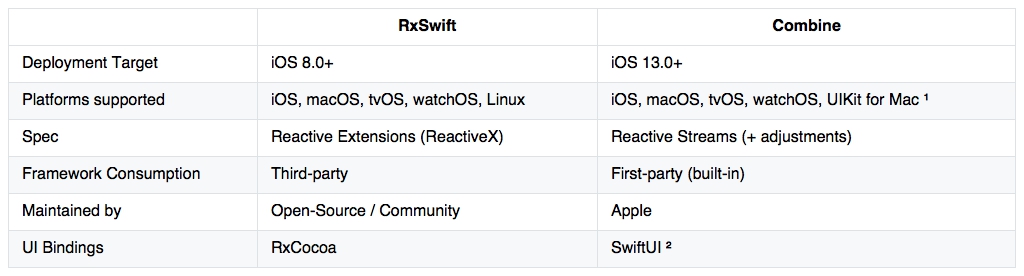 RxSwift Combine
Deployment Target iOS 8.0+ iOS 13.0+
Platforms supported iOS, macOS, tvOS, watchOS, Linux iOS, macOS, tvOS, watchOS, UIKit for Mac ¹
Spec Reactive Extensions (ReactiveX) Reactive Streams (+ adjustments)
Framework Consumption Third-party First-party (built-in)
Maintained by Open-Source / Community Apple
UI Bindings RxCocoa SwiftUI ²